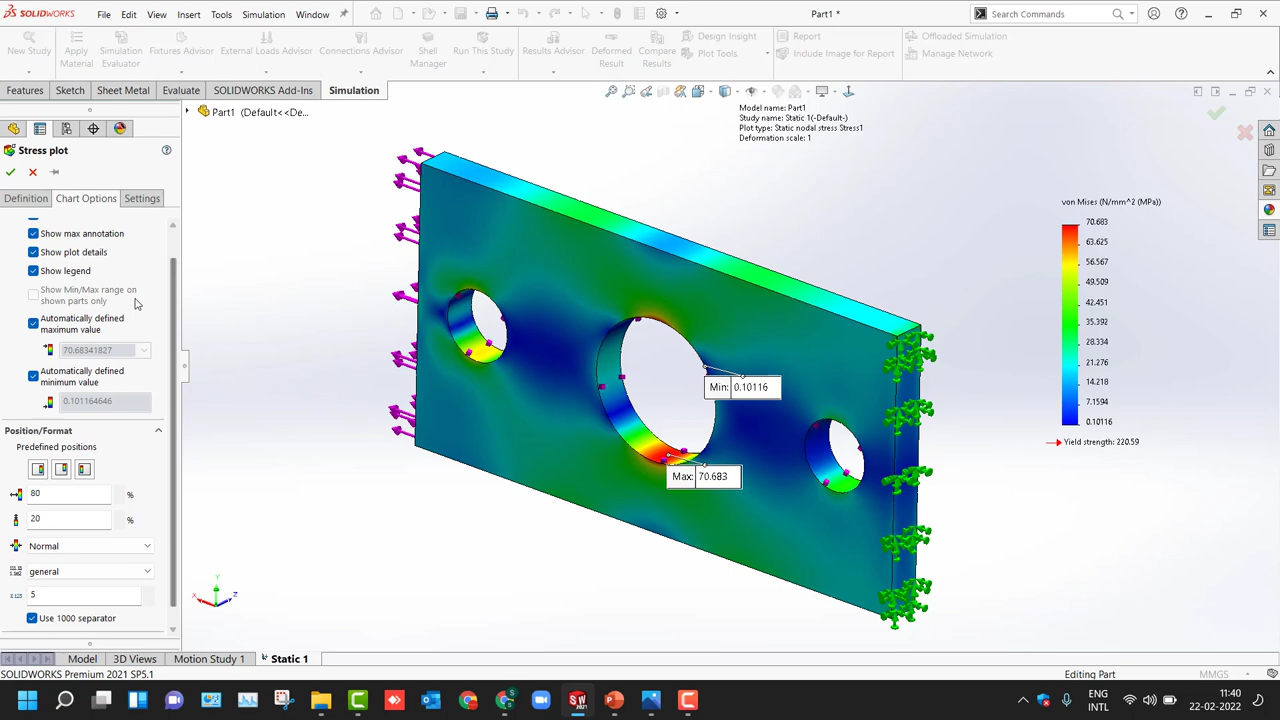 SOLIDWORKS
File
Edit
View
Insert
Tools
Simulation
Window
Part1 *
Search Commands
New Study
Apply
Material
Simulation
Evaluator
Fixtures Advisor
External Loads Advisor
Connections Advisor
Shell
Manager
Run This Study
Results Advisor
Deformed
Result
Compare
Results
Design Insight
Plot Tools
Report
Include Image for Report
Offloaded Simulation
Manage Network
Features
Sketch
Sheet Metal
Evaluate
SOLIDWORKS Add-Ins
Simulation
Part1 (Default<<De...
Stress plot
Definition
Chart Options
Settings
Show max annotation
Show plot details
Show legend
Show Min/Max range on
shown parts only
Automatically defined
maximum value
70.68341827
Automatically defined
minimum value
0.101164646
Position/Format
Predefined positions
80 %
20 %
Normal
general
5
Use 1000 separator
Model name: Part1
Study name: Static 1(-Default-)
Plot type: Static nodal stress Stress1
Deformation scale: 1
Min: 0.10116
Max: 70.683
von Mises (N/mm^2 (MPa))
70.683
63.625
56.567
49.509
42.451
35.392
28.334
21.276
14.218
7.1594
0.10116
Yield strength: 220.59
Model
3D Views
Motion Study 1
Static 1
SOLIDWORKS Premium 2021 SP5.1
Editing Part
MMGS
ENG
INTL
11:40
22-02-2022